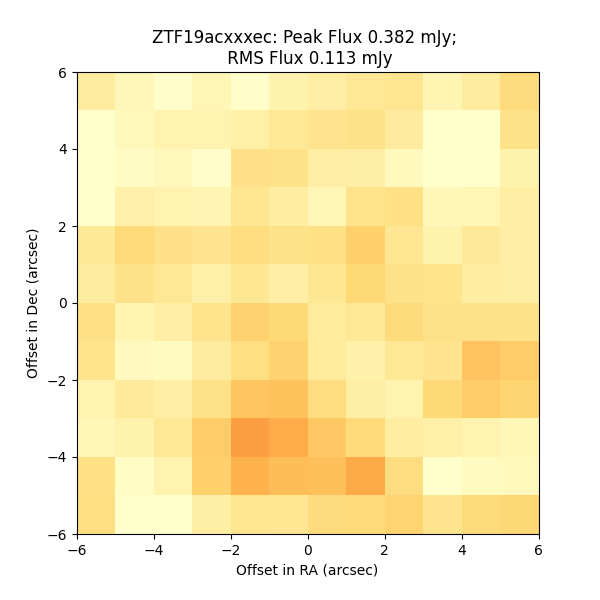 ZTF19acxxxec: Peak Flux 0.382 mJy;
RMS Flux 0.113 mJy
6
4
2
0
−2
−4
−6
Offset in Dec (arcsec)
−6 −4 −2 0 2 4 6
Offset in RA (arcsec)